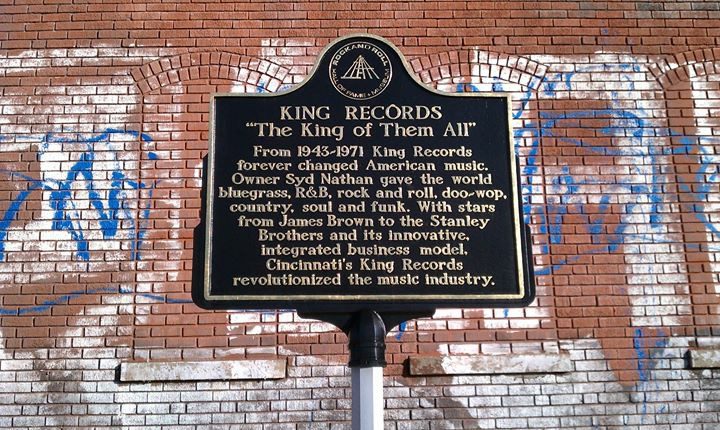 ROCK AND ROLL
HALL OF FAME + MUSEUM
KING RECORDS
"The King of Them All"
From 1943-1971 King Records
forever changed American music.
Owner Syd Nathan gave the world
bluegrass, R&B, rock and roll, doo-wop,
country, soul and funk. With stars
from James Brown to the Stanley
Brothers and its innovative,
integrated business model,
Cincinnati's King Records
revolutionized the music industry.